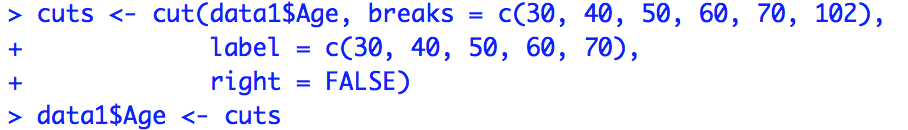 > cuts <- cut(data1$Age, breaks = c(30, 40, 50, 60, 70, 102),
+             label = c(30, 40, 50, 60, 70),
+             right = FALSE)
> data1$Age <- cuts